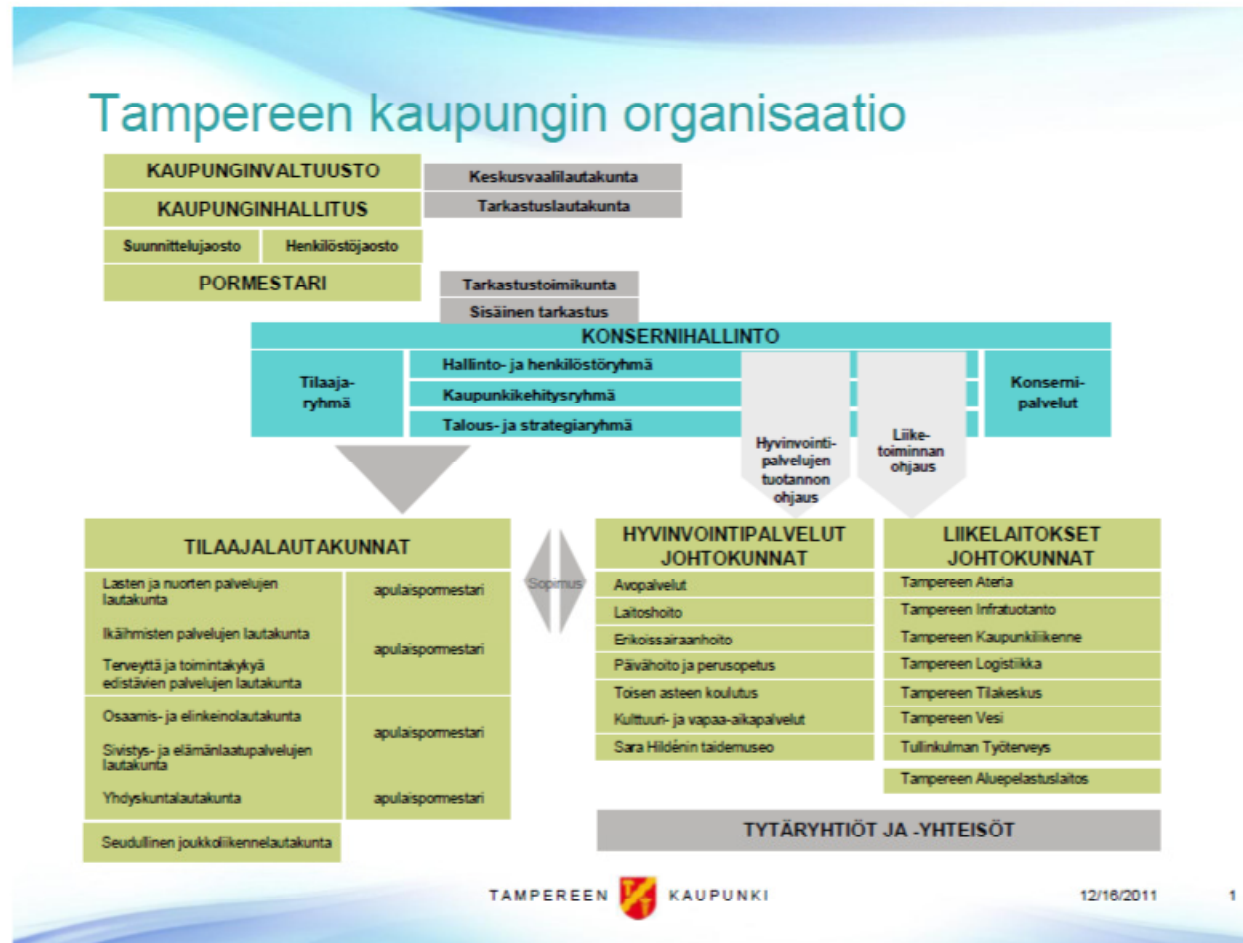 Tampereen kaupungin organisaatio
KAUPUNGINVALTUUSTO
Keskusvaalilautakunta
KAUPUNGINHALLITUS
Tarkastuslautakunta
Suunnittelujaosto
Henkilöstöjaosto
PORMESTARI
Tarkastustoimikunta
Sisäinen tarkastus
KONSERNIHALLINTO
Tilaaja-
ryhmä
Hallinto- ja henkilöstöryhmä
Kaupunkikehitysryhmä
Talous- ja strategiaryhmä
Hyvinvointi-
palvelujen
tuotannon
ohjaus
Liike-
toiminnan
ohjaus
Konserni-
palvelut
TILAAJALAUTAKUNNAT
Lasten ja nuorten palvelujen
lautakunta
apulaispormestari
Ikäihmisten palvelujen lautakunta
apulaispormestari
Terveyttä ja toimintakykyä
edistävien palvelujen lautakunta
Osaamis- ja elinkeinolautakunta
apulaispormestari
Sivistys- ja elämänlaatupalvelujen
lautakunta
Yhdyskuntalautakunta
apulaispormestari
Seudullinen joukkoliikennelautakunta
Sopimus
HYVINVOINTIPALVELUT
JOHTOKUNNAT
Avopalvelut
Laitoshoito
Erikoissairaanhoito
Päivähoito ja perusopetus
Toisen asteen koulutus
Kulttuuri- ja vapaa-aikapalvelut
Sara Hildénin taidemuseo
LIIKELAITOKSET
JOHTOKUNNAT
Tampereen Ateria
Tampereen Infratuotanto
Tampereen Kaupunkiliikenne
Tampereen Logistiikka
Tampereen Tilakeskus
Tampereen Vesi
Tullinkulman Työterveys
Tampereen Aluepelastuslaitos
TYTÄRYHTIÖT JA -YHTEISÖT
TAMPEREEN KAUPUNKI
12/16/2011
1